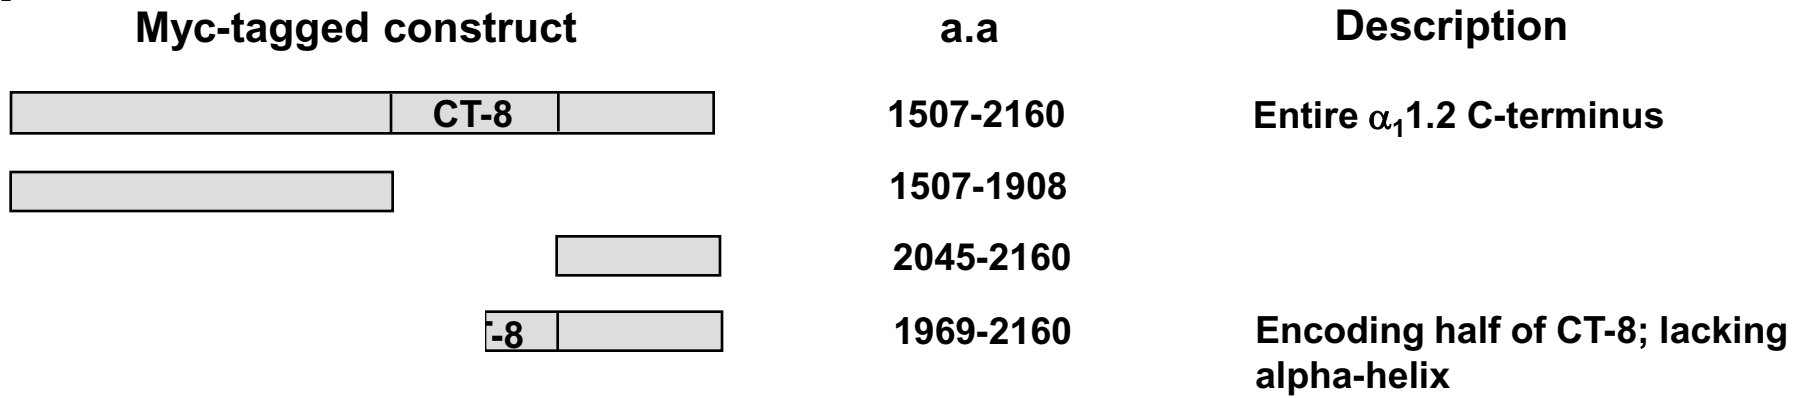 Myc-tagged construct a.a Description
CT-8 1507-2160 Entire α₁1.2 C-terminus
1507-1908
2045-2160
-8 1969-2160 Encoding half of CT-8; lacking
alpha-helix